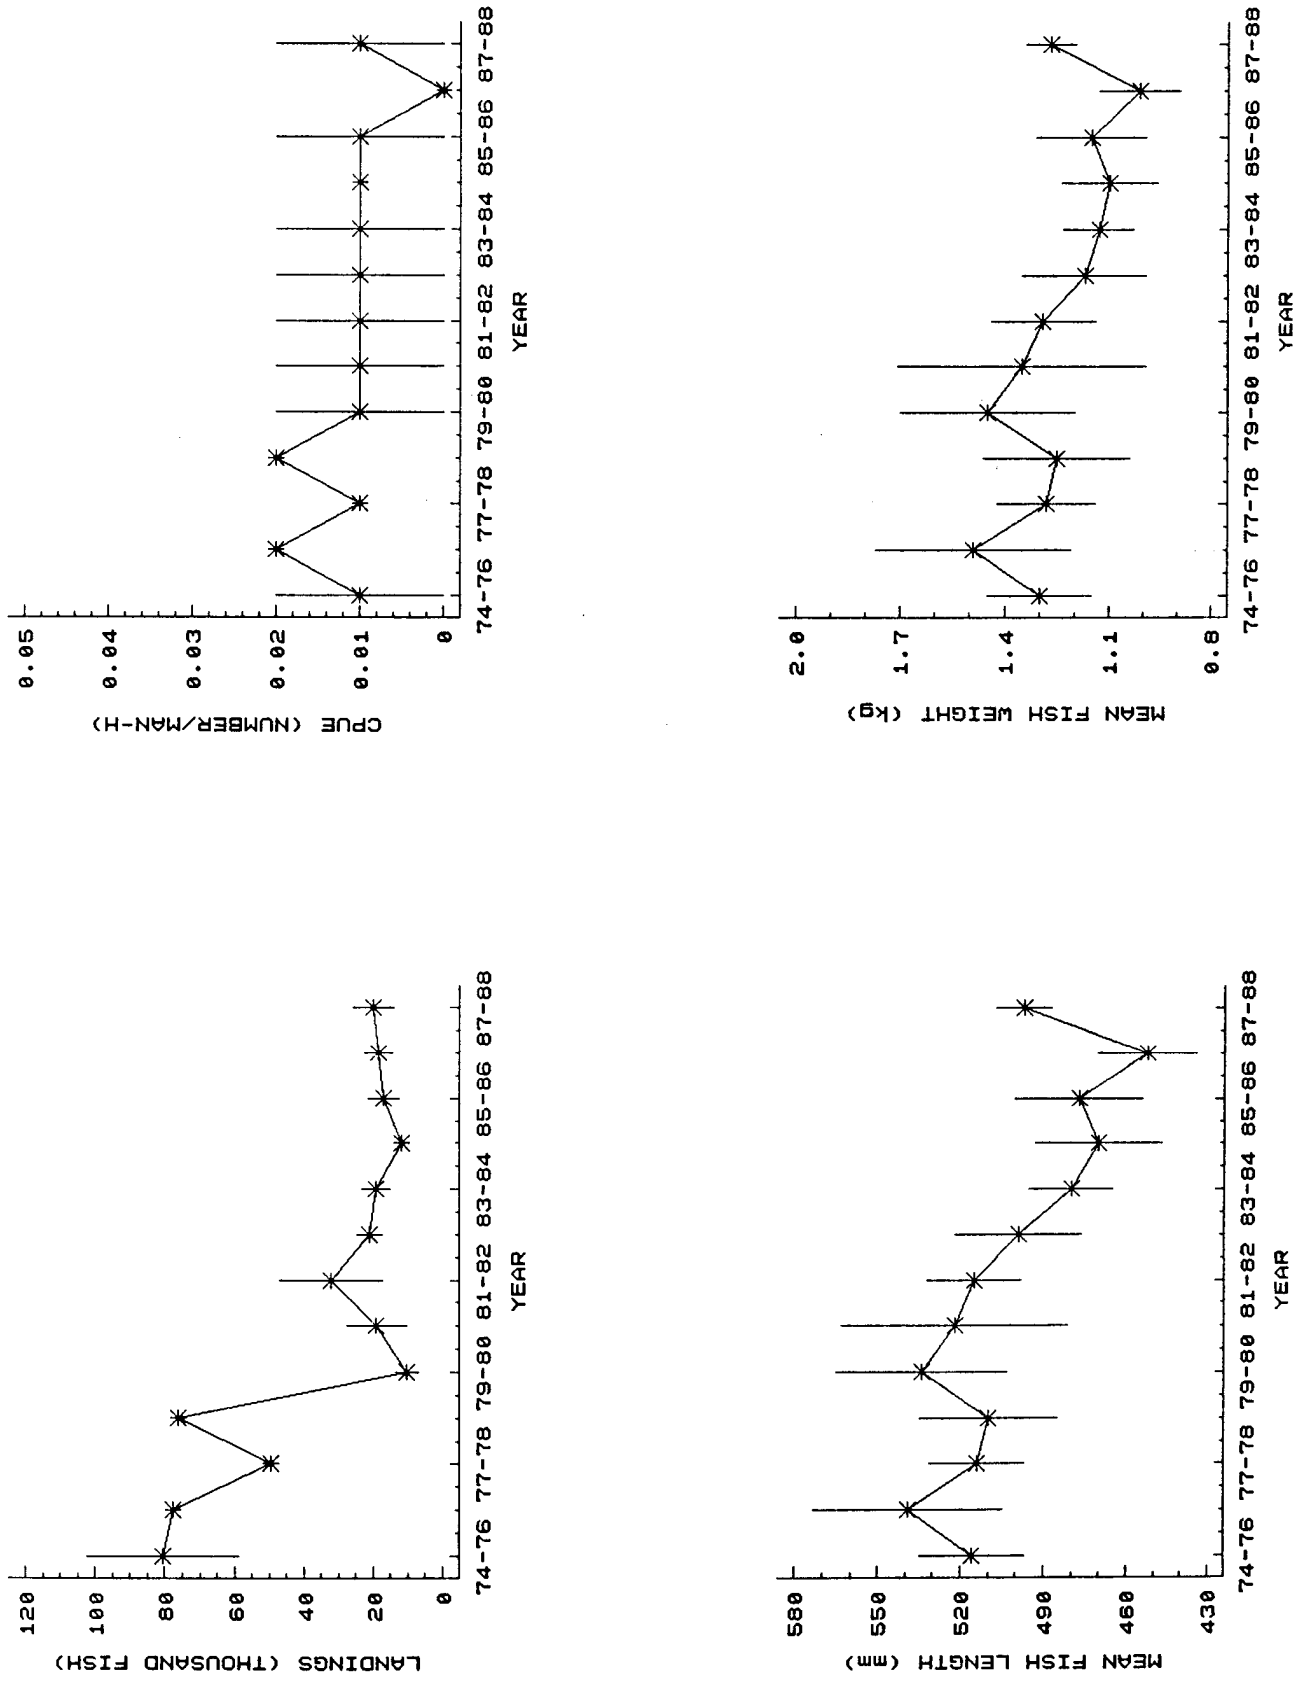 LANDINGS (THOUSAND FISH)
120
100
80
60
40
20
0
74-76 77-78 79-80 81-82 83-84 85-86 87-88
YEAR
CPUE (NUMBER/MAN-H)
0.05
0.04
0.03
0.02
0.01
0
74-76 77-78 79-80 81-82 83-84 85-86 87-88
YEAR
MEAN FISH LENGTH (mm)
580
550
520
490
460
430
74-76 77-78 79-80 81-82 83-84 85-86 87-88
YEAR
MEAN FISH WEIGHT (kg)
2.0
1.7
1.4
1.1
0.8
74-76 77-78 79-80 81-82 83-84 85-86 87-88
YEAR